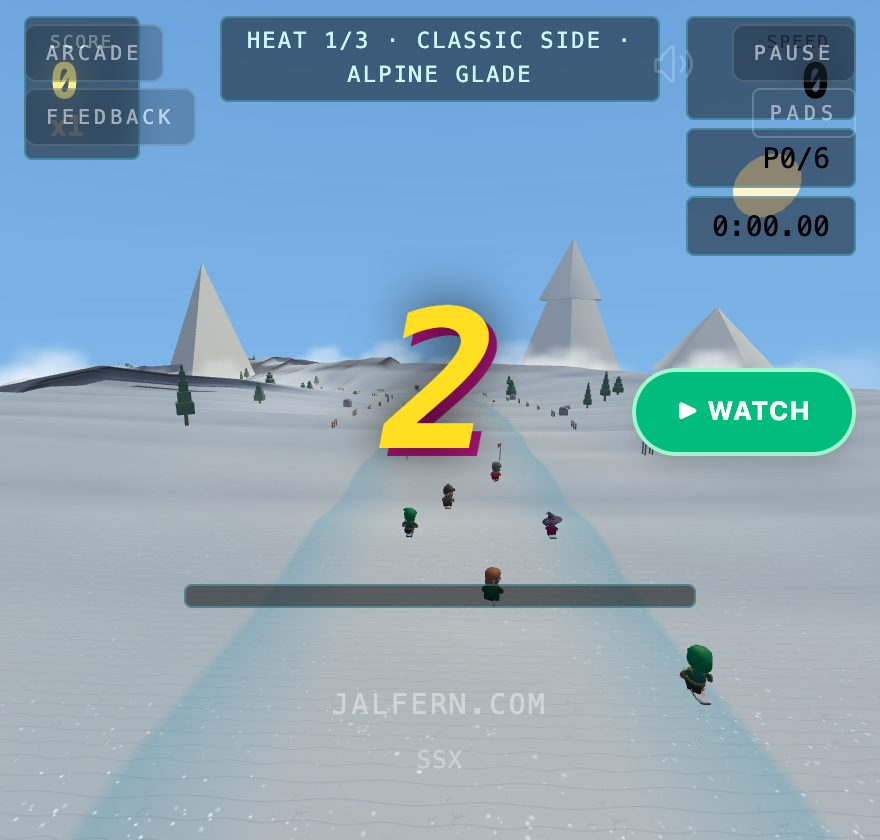 SCORE
ARCADE
0
x1
FEEDBACK
HEAT 1/3 · CLASSIC SIDE ·
ALPINE GLADE
SPEED
PAUSE
0
PADS
P0/6
0:00.00
2
WATCH
JALFERN.COM
SSX